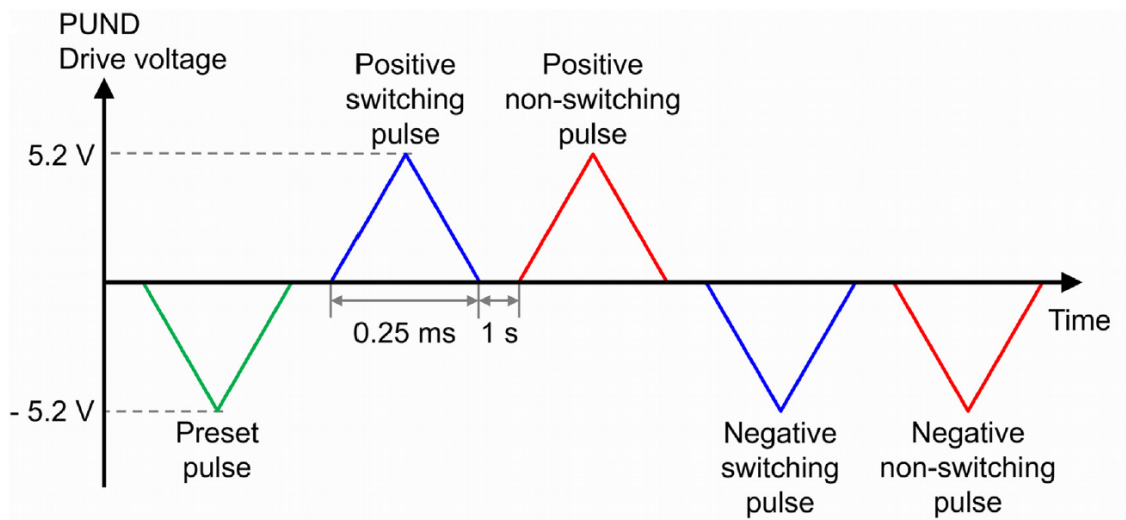 PUND
Drive voltage
Positive
switching
pulse
Positive
non-switching
pulse
5.2 V
0.25 ms
1 s
Time
- 5.2 V
Preset
pulse
Negative
switching
pulse
Negative
non-switching
pulse